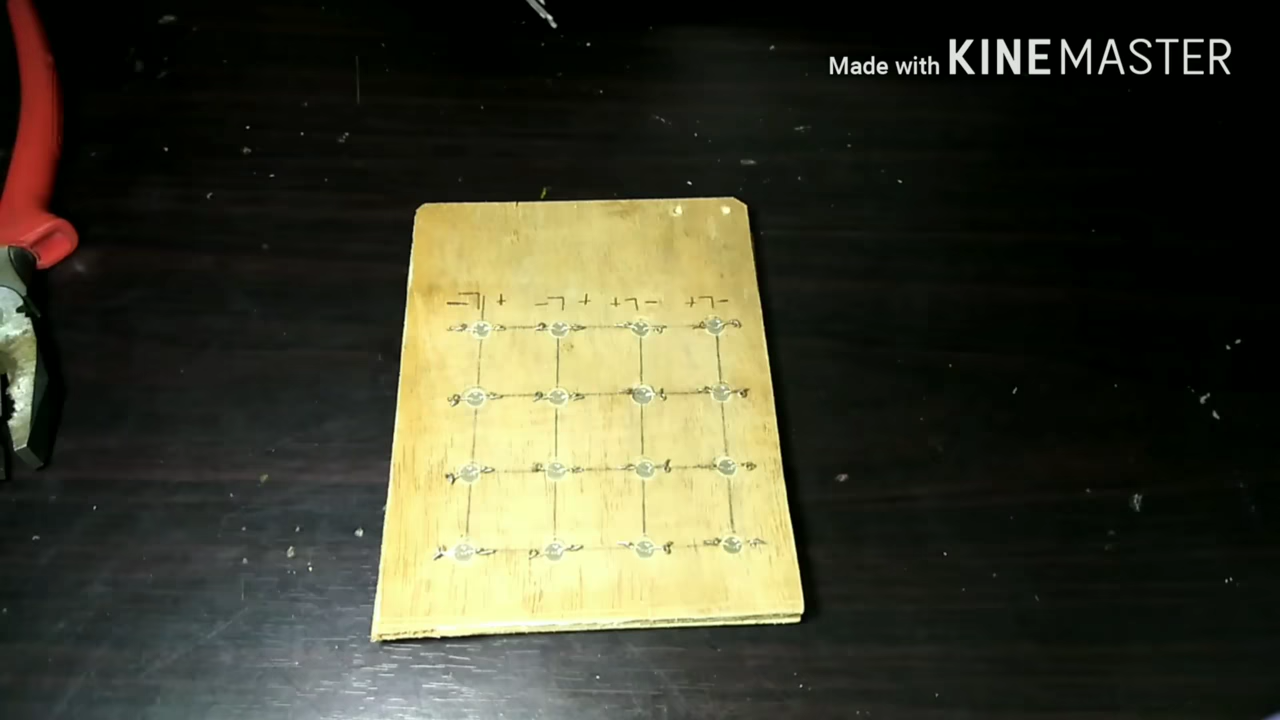 Made with KINEMASTER
- + - + + - + -